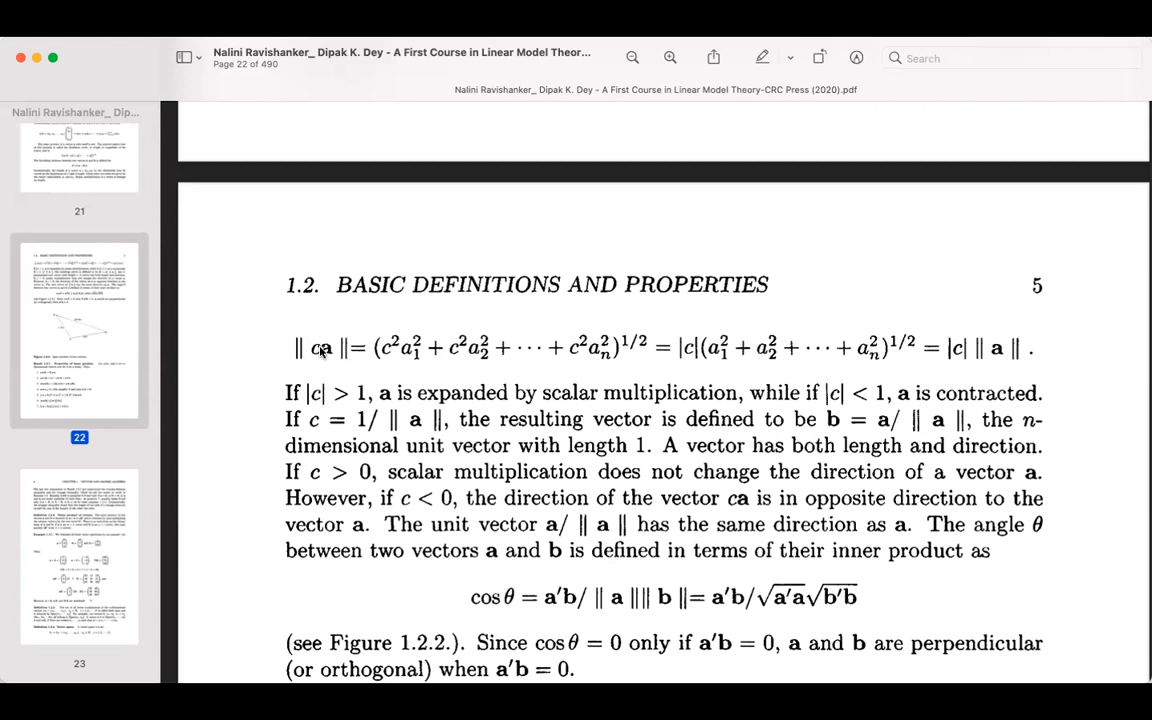 Nalini Ravishanker_ Dipak K. Dey - A First Course in Linear Model Theor...
Page 22 of 490
Search
Nalini Ravishanker_ Dipak K. Dey - A First Course in Linear Model Theory-CRC Press (2020).pdf
Nalini Ravishanker_ Dip...
21
22
23
1.2. BASIC DEFINITIONS AND PROPERTIES 5
‖ ca ‖= (c²a₁² + c²a₂² + ··· + c²aₙ²)^1/2 = |c|(a₁² + a₂² + ··· + aₙ²)^1/2 = |c| ‖ a ‖ .
If |c| > 1, a is expanded by scalar multiplication, while if |c| < 1, a is contracted.
If c = 1/ ‖ a ‖, the resulting vector is defined to be b = a/ ‖ a ‖, the n-
dimensional unit vector with length 1. A vector has both length and direction.
If c > 0, scalar multiplication does not change the direction of a vector a.
However, if c < 0, the direction of the vector ca is in opposite direction to the
vector a. The unit vector a/ ‖ a ‖ has the same direction as a. The angle θ
between two vectors a and b is defined in terms of their inner product as
cos θ = a′b/ ‖ a ‖‖ b ‖= a′b/√a′a√b′b
(see Figure 1.2.2.). Since cos θ = 0 only if a′b = 0, a and b are perpendicular
(or orthogonal) when a′b = 0.